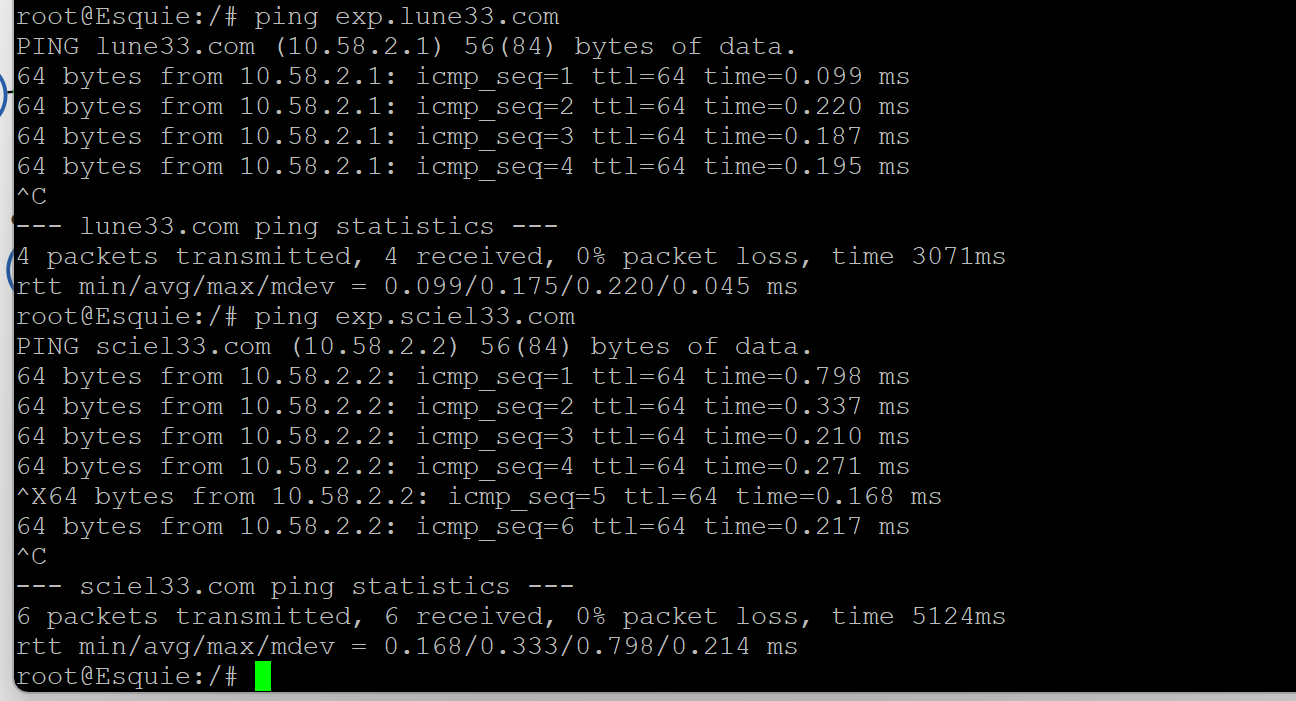 root@Esquie:/# ping exp.lune33.com
PING lune33.com (10.58.2.1) 56(84) bytes of data.
64 bytes from 10.58.2.1: icmp_seq=1 ttl=64 time=0.099 ms
64 bytes from 10.58.2.1: icmp_seq=2 ttl=64 time=0.220 ms
64 bytes from 10.58.2.1: icmp_seq=3 ttl=64 time=0.187 ms
64 bytes from 10.58.2.1: icmp_seq=4 ttl=64 time=0.195 ms
^C
--- lune33.com ping statistics ---
4 packets transmitted, 4 received, 0% packet loss, time 3071ms
rtt min/avg/max/mdev = 0.099/0.175/0.220/0.045 ms
root@Esquie:/# ping exp.sciel33.com
PING sciel33.com (10.58.2.2) 56(84) bytes of data.
64 bytes from 10.58.2.2: icmp_seq=1 ttl=64 time=0.798 ms
64 bytes from 10.58.2.2: icmp_seq=2 ttl=64 time=0.337 ms
64 bytes from 10.58.2.2: icmp_seq=3 ttl=64 time=0.210 ms
64 bytes from 10.58.2.2: icmp_seq=4 ttl=64 time=0.271 ms
^X64 bytes from 10.58.2.2: icmp_seq=5 ttl=64 time=0.168 ms
64 bytes from 10.58.2.2: icmp_seq=6 ttl=64 time=0.217 ms
^C
--- sciel33.com ping statistics ---
6 packets transmitted, 6 received, 0% packet loss, time 5124ms
rtt min/avg/max/mdev = 0.168/0.333/0.798/0.214 ms
root@Esquie:/#